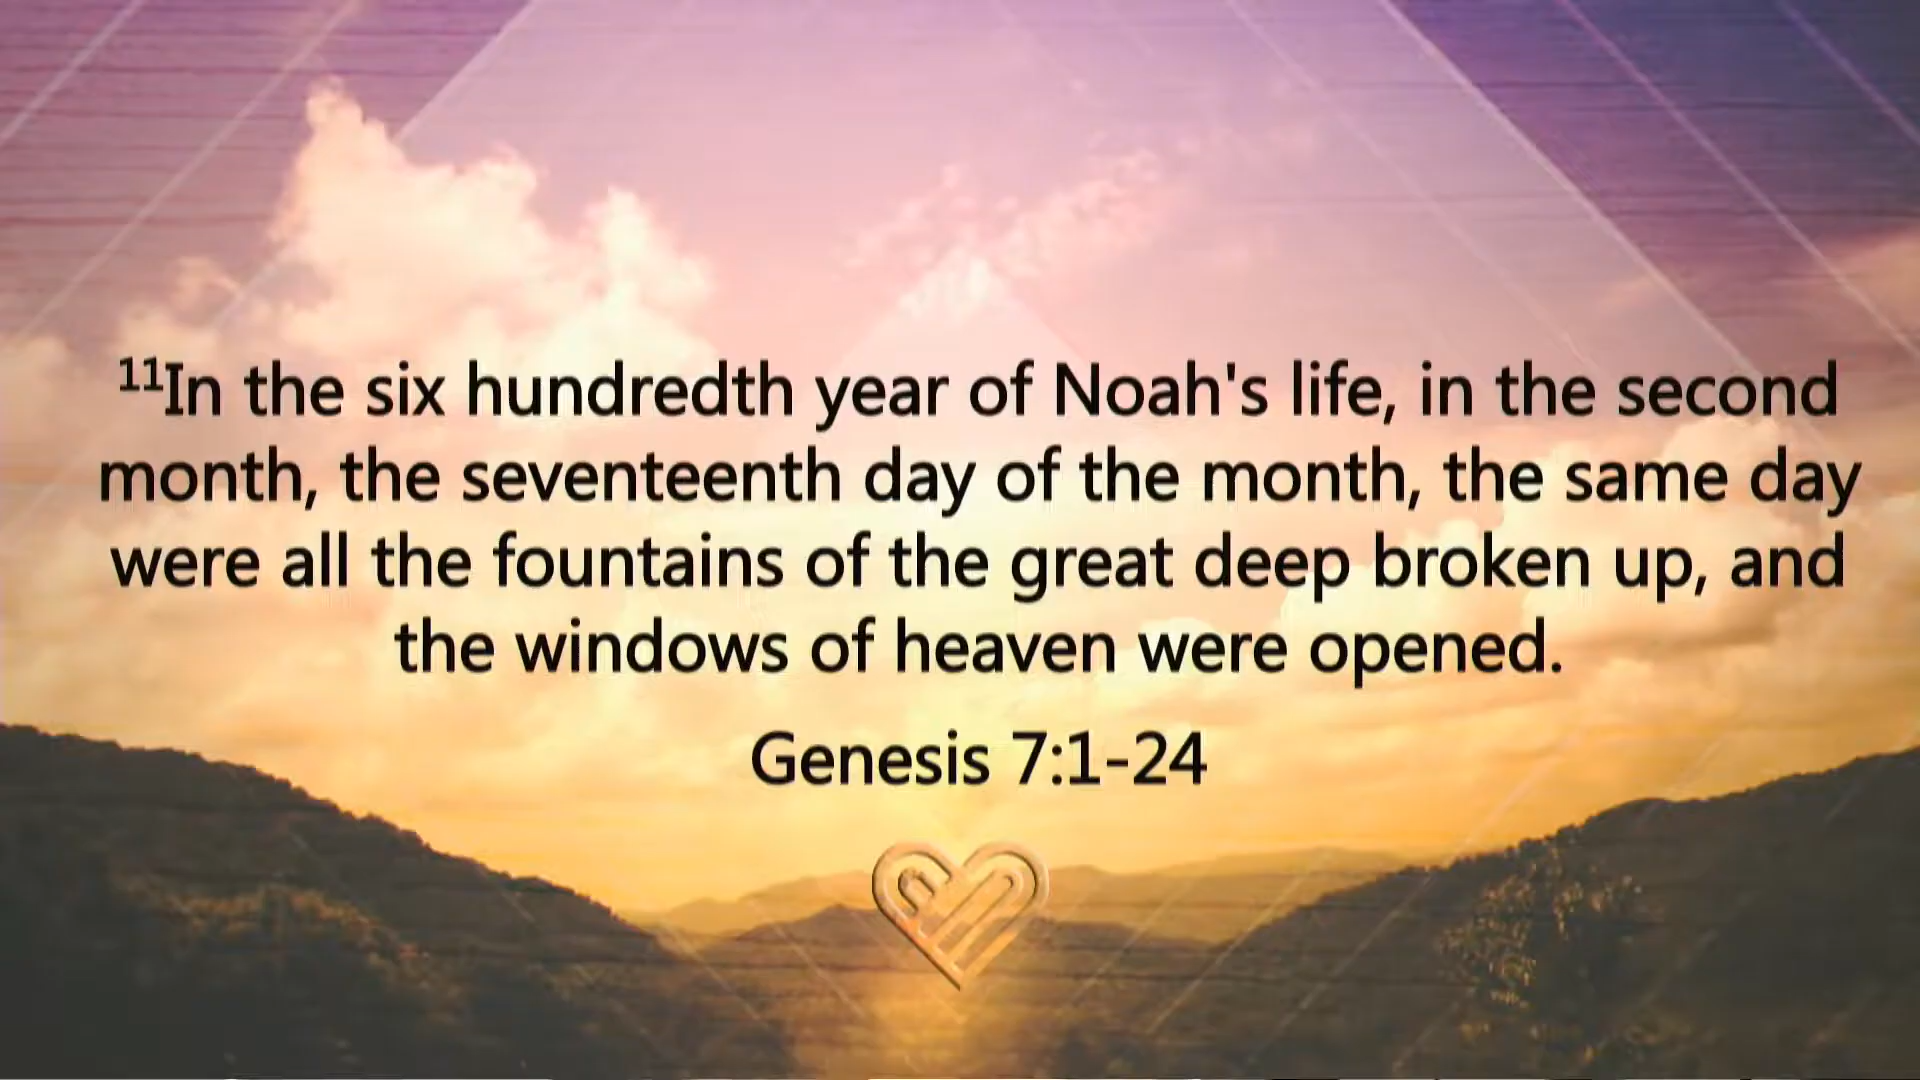 ¹¹In the six hundredth year of Noah's life, in the second
month, the seventeenth day of the month, the same day
were all the fountains of the great deep broken up, and
the windows of heaven were opened.
Genesis 7:1-24